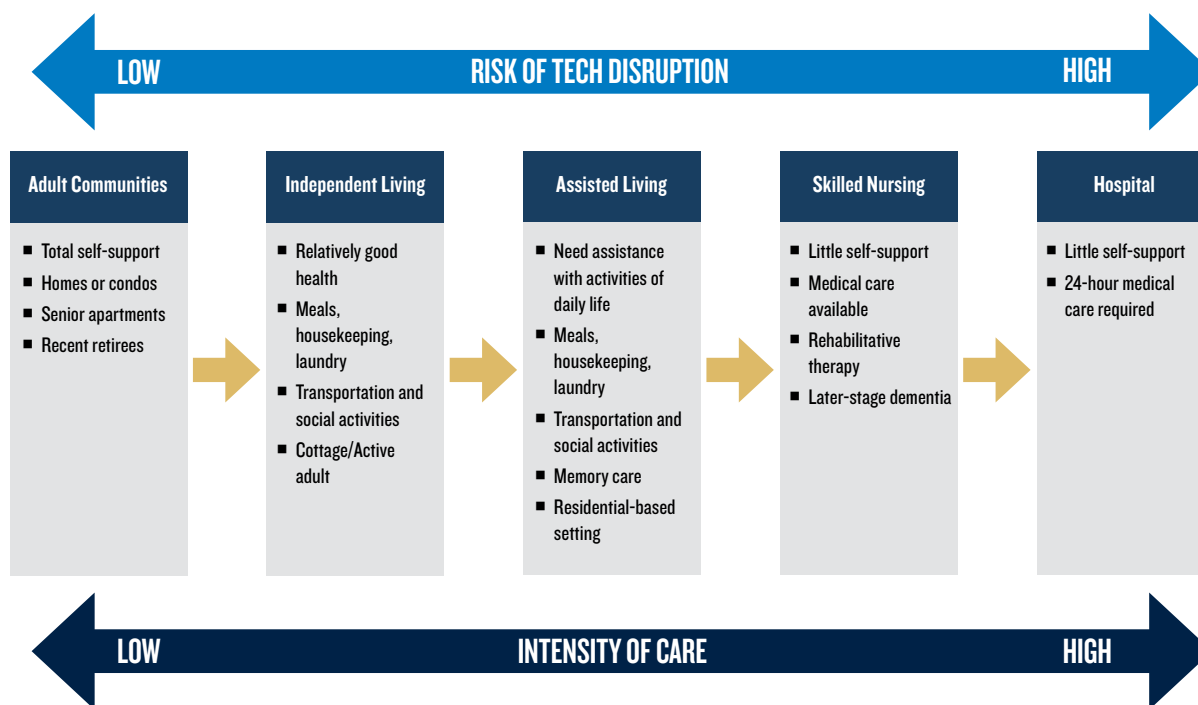 LOW RISK OF TECH DISRUPTION HIGH
Adult Communities
■ Total self-support
■ Homes or condos
■ Senior apartments
■ Recent retirees
Independent Living
■ Relatively good
health
■ Meals,
housekeeping,
laundry
■ Transportation and
social activities
■ Cottage/Active
adult
Assisted Living
■ Need assistance
with activities of
daily life
■ Meals,
housekeeping,
laundry
■ Transportation and
social activities
■ Memory care
■ Residential-based
setting
Skilled Nursing
■ Little self-support
■ Medical care
available
■ Rehabilitative
therapy
■ Later-stage dementia
Hospital
■ Little self-support
■ 24-hour medical
care required
LOW INTENSITY OF CARE HIGH